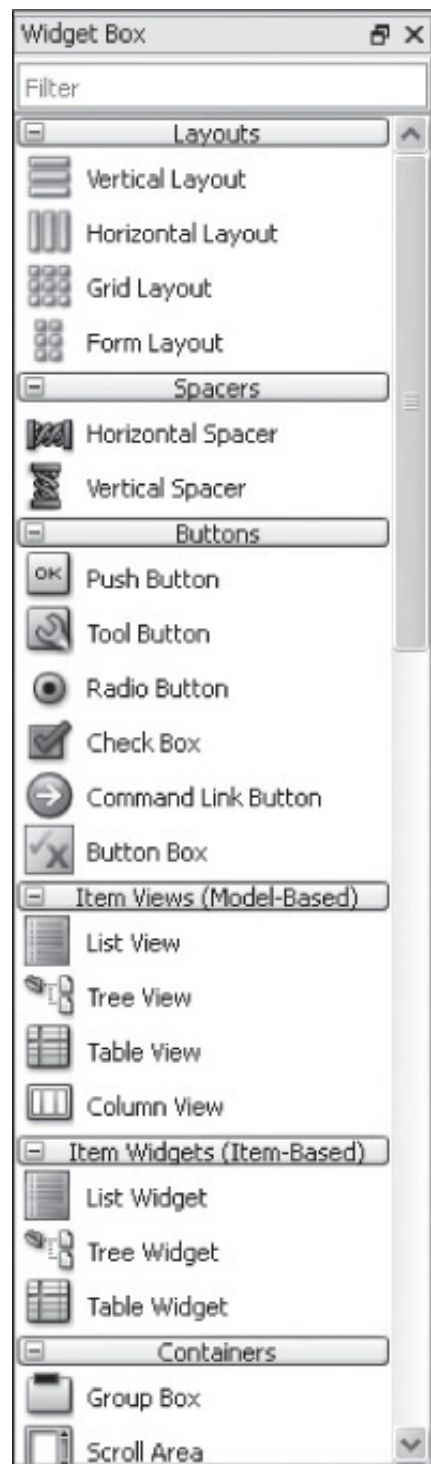 Widget Box
Filter
Layouts
Vertical Layout
Horizontal Layout
Grid Layout
Form Layout
Spacers
Horizontal Spacer
Vertical Spacer
Buttons
OK Push Button
Tool Button
Radio Button
Check Box
Command Link Button
Button Box
Item Views (Model-Based)
List View
Tree View
Table View
Column View
Item Widgets (Item-Based)
List Widget
Tree Widget
Table Widget
Containers
Group Box
Scroll Area